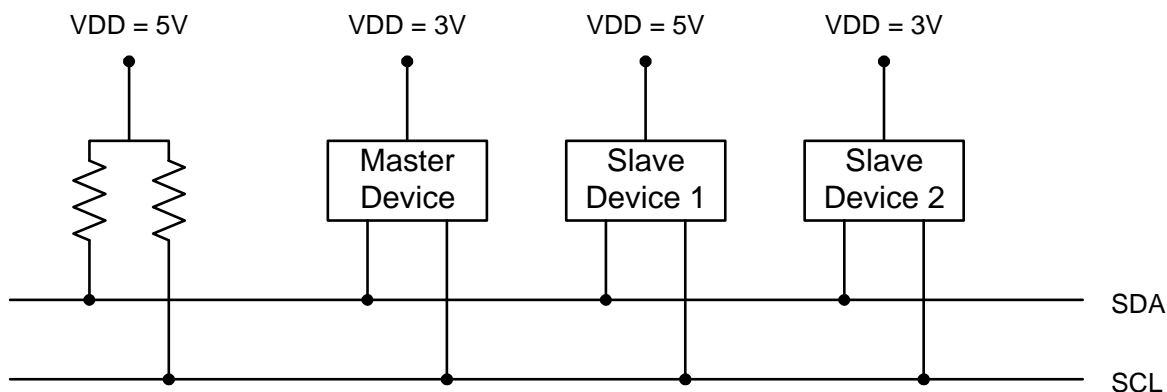 VDD = 5V
VDD = 3V
VDD = 5V
VDD = 3V
Master
Device
Slave
Device 1
Slave
Device 2
SDA
SCL